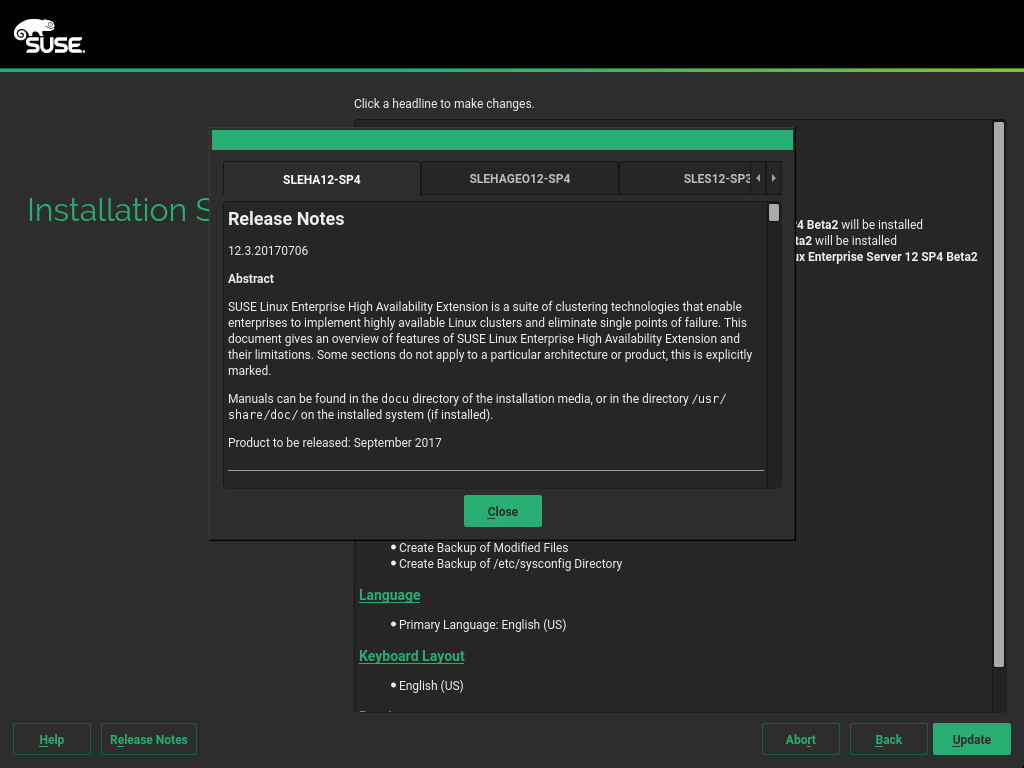 SUSE.
Click a headline to make changes.
Installation S
SLEHA12-SP4
SLEHAGEO12-SP4
SLES12-SP3
Release Notes
12.3.20170706
Abstract
SUSE Linux Enterprise High Availability Extension is a suite of clustering technologies that enable
enterprises to implement highly available Linux clusters and eliminate single points of failure. This
document gives an overview of features of SUSE Linux Enterprise High Availability Extension and
their limitations. Some sections do not apply to a particular architecture or product, this is explicitly
marked.
Manuals can be found in the docu directory of the installation media, or in the directory /usr/
share/doc/ on the installed system (if installed).
Product to be released: September 2017
Close
P4 Beta2 will be installed
ta2 will be installed
ux Enterprise Server 12 SP4 Beta2
Create Backup of Modified Files
Create Backup of /etc/sysconfig Directory
Language
Primary Language: English (US)
Keyboard Layout
English (US)
Help
Release Notes
Abort
Back
Update